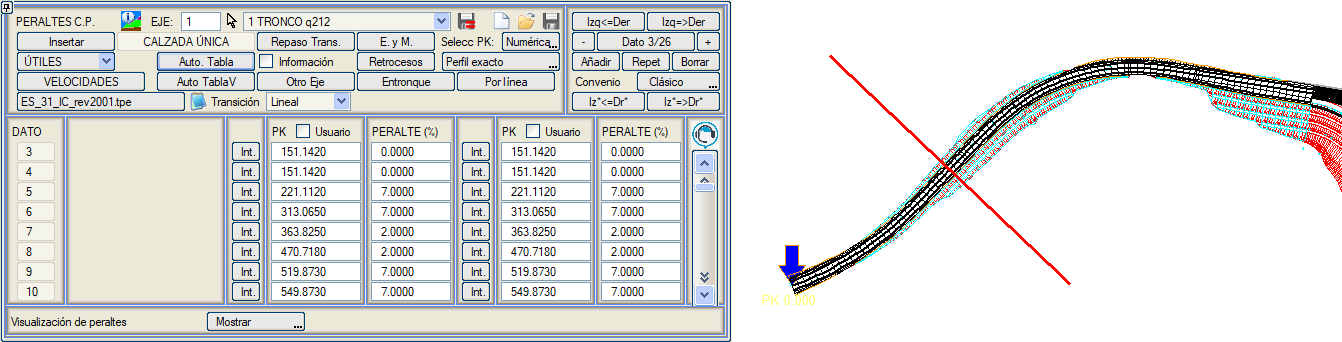 PERALTES C.P. EJE: 1 1 TRONCO q212 Izq<=Der Izq=>Der
Insertar CALZADA ÚNICA Repaso Trans. E. y M. Selecc PK: Numérica... - Dato 3/26 +
ÚTILES Auto. Tabla Infomación Retrocesos Perfil exacto ... Añadir Repet Borrar
VELOCIDADES Auto TablaV Otro Eje Entronque Por línea Convenio Clásico ...
ES_31_IC_rev2001.tpe Transición Lineal Iz*<=Dr* Iz*=>Dr*
DATO PK Usuario PERALTE (%) PK Usuario PERALTE (%)
3 Int. 151.1420 0.0000 Int. 151.1420 0.0000
4 Int. 151.1420 0.0000 Int. 151.1420 0.0000
5 Int. 221.1120 7.0000 Int. 221.1120 7.0000
6 Int. 313.0650 7.0000 Int. 313.0650 7.0000
7 Int. 363.8250 2.0000 Int. 363.8250 2.0000
8 Int. 470.7180 2.0000 Int. 470.7180 2.0000
9 Int. 519.8730 7.0000 Int. 519.8730 7.0000
10 Int. 549.8730 7.0000 Int. 549.8730 7.0000
Visualización de peraltes Mostrar ...
PK 0.000